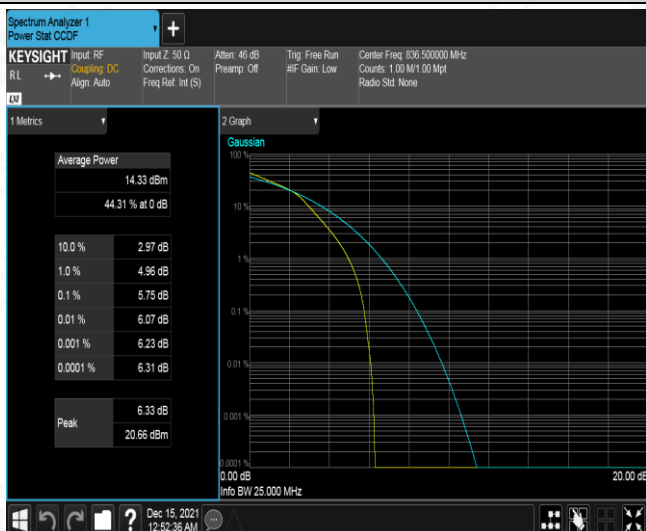 Spectrum Analyzer 1
Power Stat CCDF
+
KEYSIGHT
RL
LXI
Input: RF
Coupling: DC
Align: Auto
Input Z: 50 Ω
Corrections: On
Freq Ref: Int (S)
Atten: 46 dB
Preamp: Off
Trig: Free Run
#IF Gain: Low
Center Freq: 836.500000 MHz
Counts: 1.00 M/1.00 Mpt
Radio Std: None
1 Metrics
Average Power
14.33 dBm
44.31 % at 0 dB
10.0 % 2.97 dB
1.0 % 4.96 dB
0.1 % 5.75 dB
0.01 % 6.07 dB
0.001 % 6.23 dB
0.0001 % 6.31 dB
Peak
6.33 dB
20.66 dBm
2 Graph
Gaussian
100 %
10 %
1 %
0.1 %
0.01 %
0.001 %
0.0001 %
0.00 dB
20.00 dB
Info BW 25.000 MHz
?
Dec 15, 2021
12:52:36 AM